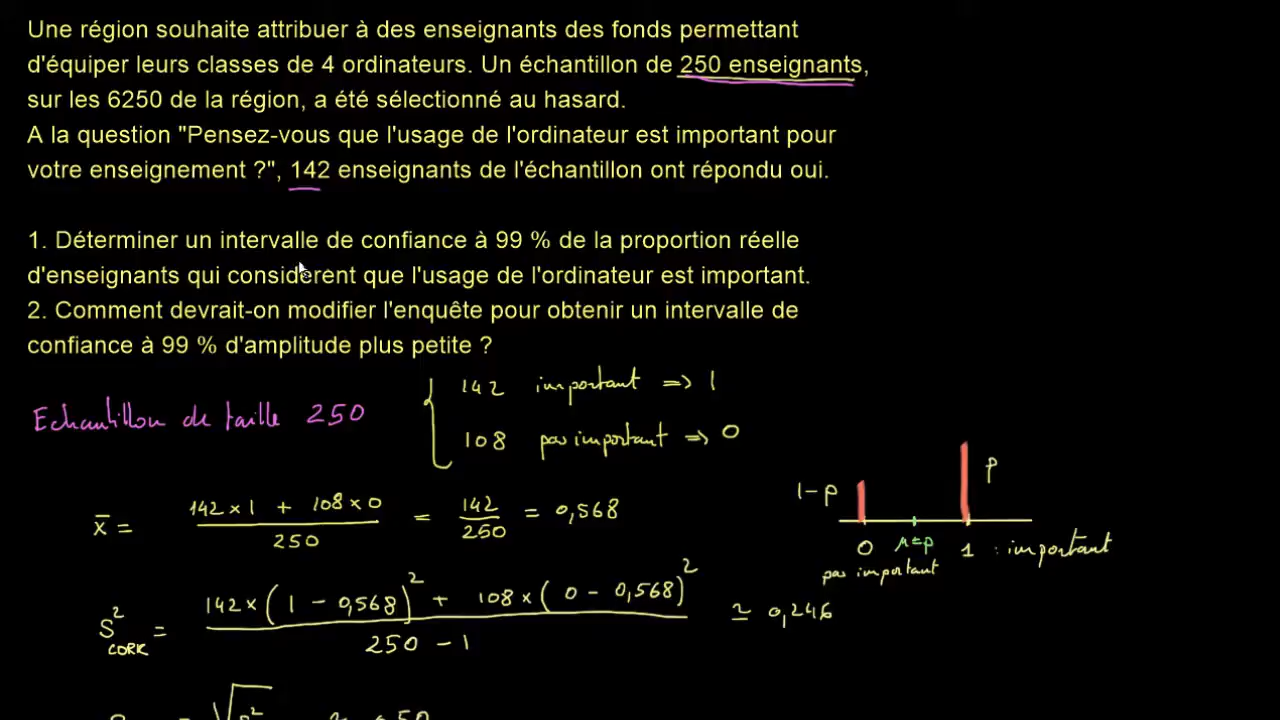 Une région souhaite attribuer à des enseignants des fonds permettant
d'équiper leurs classes de 4 ordinateurs. Un échantillon de 250 enseignants,
sur les 6250 de la région, a été sélectionné au hasard.
A la question "Pensez-vous que l'usage de l'ordinateur est important pour
votre enseignement ?", 142 enseignants de l'échantillon ont répondu oui.
1. Déterminer un intervalle de confiance à 99 % de la proportion réelle
d'enseignants qui considèrent que l'usage de l'ordinateur est important.
2. Comment devrait-on modifier l'enquête pour obtenir un intervalle de
confiance à 99 % d'amplitude plus petite ?
Echantillon de taille 250
142 important => 1
108 pas important => 0
x̄ = (142 × 1 + 108 × 0) / 250 = 142 / 250 = 0,568
1-p p
0 μ=p 1 : important
pas important
S²CORR = (142 × (1 - 0,568)² + 108 × (0 - 0,568)²) / (250 - 1) ≃ 0,246